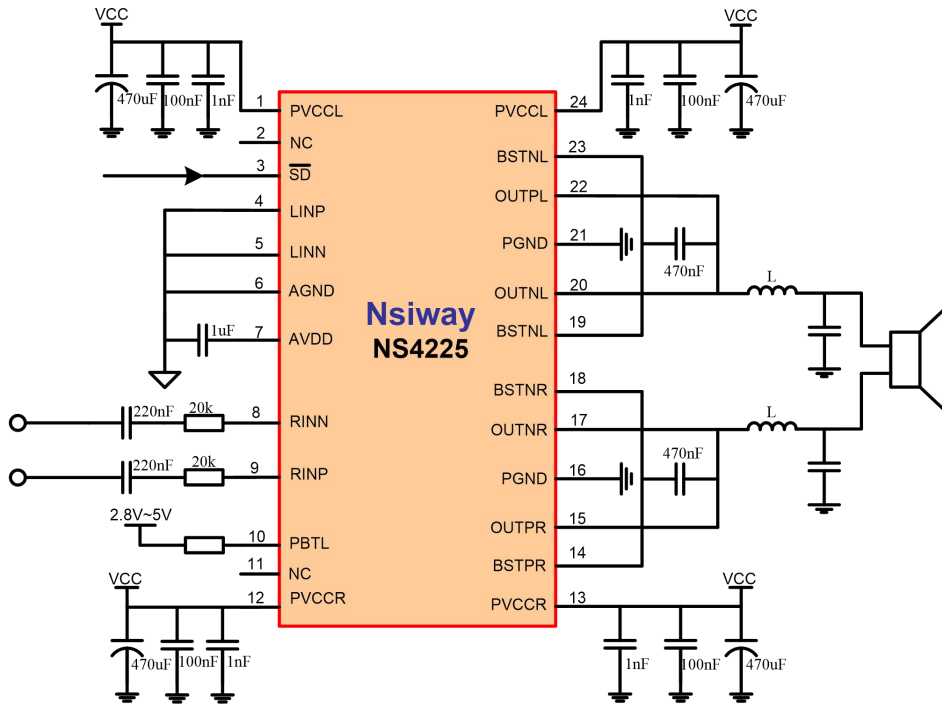 VCC
470uF 100nF 1nF
VCC
1nF 100nF 470uF
1 PVCCL
2 NC
3 SD
4 LINP
5 LINN
6 AGND
1uF 7 AVDD
220nF 20k 8 RINN
220nF 20k 9 RINP
2.8V~5V
10 PBTL
11 NC
12 PVCCR
VCC
470uF 100nF 1nF
Nsiway
NS4225
PVCCL 24
BSTNL 23
OUTPL 22
PGND 21
470nF
OUTNL 20
L
BSTNL 19
BSTNR 18
OUTNR 17
L
470nF
PGND 16
OUTPR 15
BSTPR 14
PVCCR 13
VCC
1nF 100nF 470uF